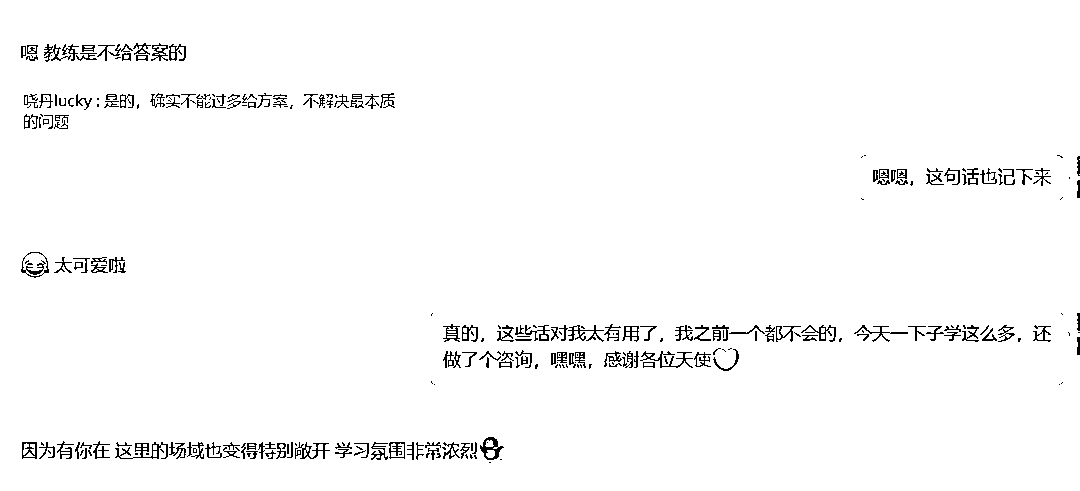 嗯 教练是不给答案的
哓丹lucky : 是的，确实不能过多给方案，不解决最本质
的问题
嗯嗯，这句话也记下来
😂 太可爱啦
真的，这些话对我太有用了，我之前一个都不会的，今天一下子学这么多，还
做了个咨询，嘿嘿，感谢各位天使♡
因为有你在 这里的场域也变得特别敞开 学习氛围非常浓烈🐧